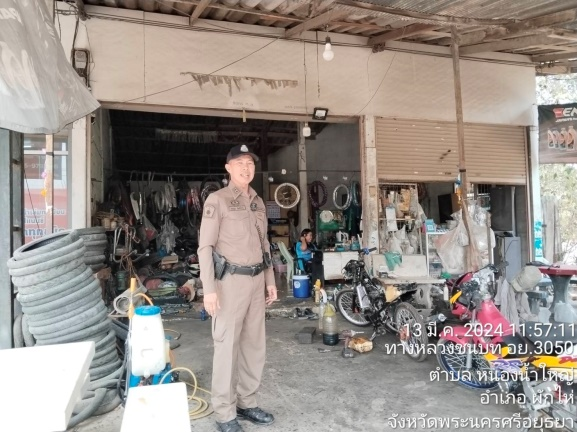 13 มี.ค. 2024 11:57:11
ทางหลวงชนบท อย.3050
ตำบล หนองน้ำใหญ่
อำเภอ ผักไห่
จังหวัดพระนครศรีอยุธยา